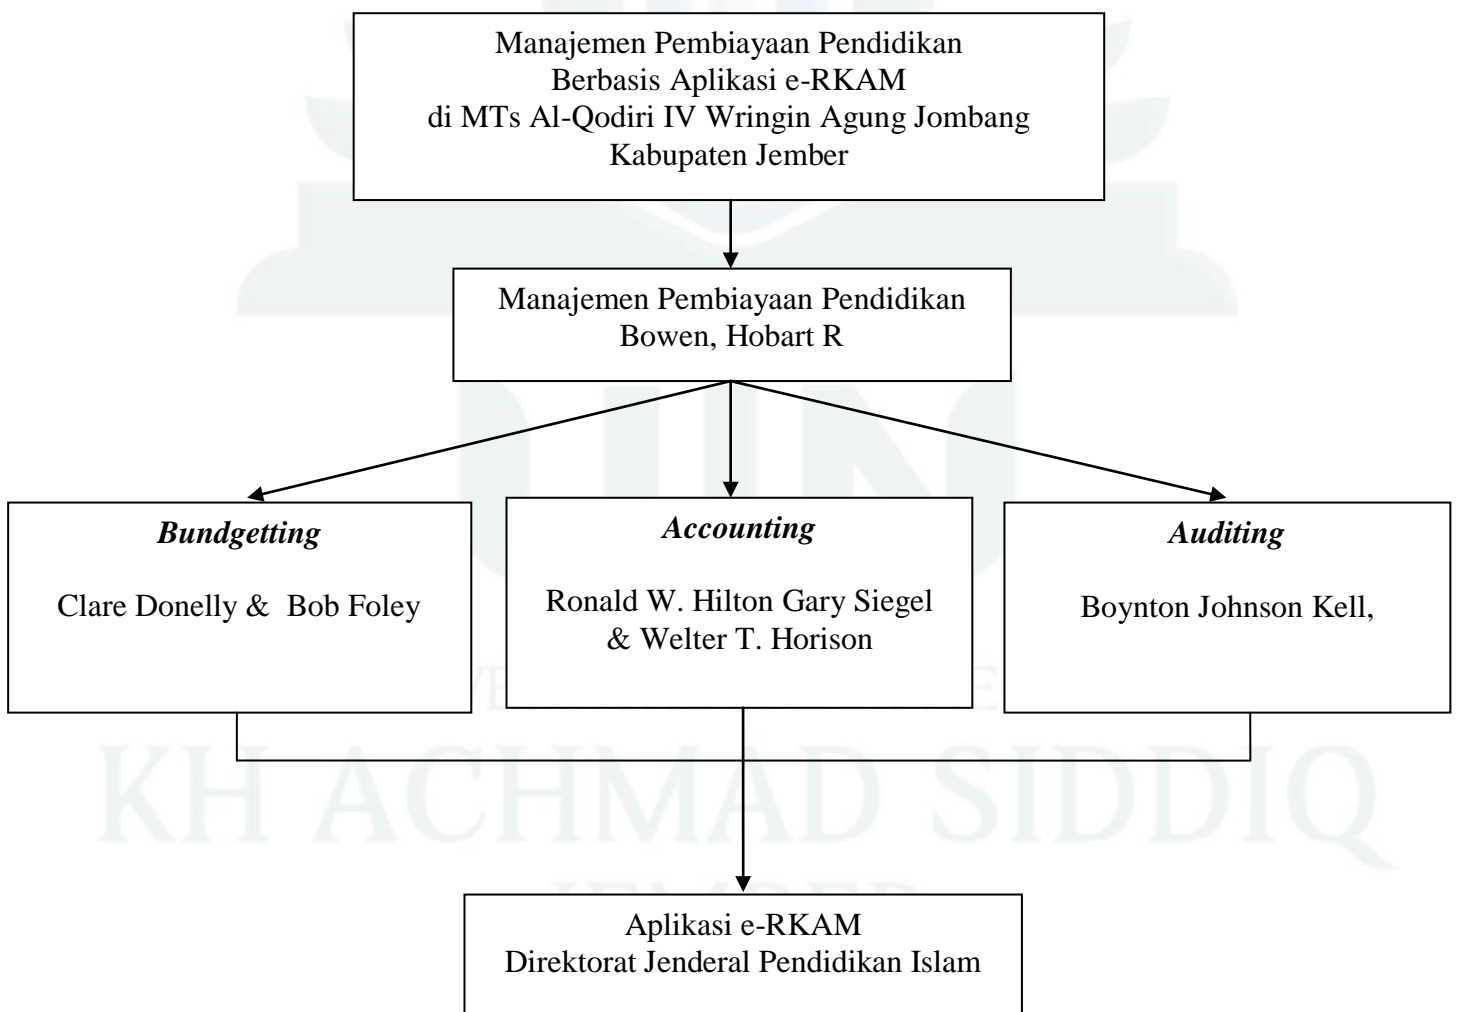 Manajemen Pembiayaan Pendidikan
Berbasis Aplikasi e-RKAM
di MTs Al-Qodiri IV Wringin Agung Jombang
Kabupaten Jember
Manajemen Pembiayaan Pendidikan
Bowen, Hobart R
Bundgetting
Clare Donelly & Bob Foley
Accounting
Ronald W. Hilton Gary Siegel
& Welter T. Horison
Auditing
Boynton Johnson Kell,
KH ACHMAD SIDDIQ
Aplikasi e-RKAM
Direktorat Jenderal Pendidikan Islam